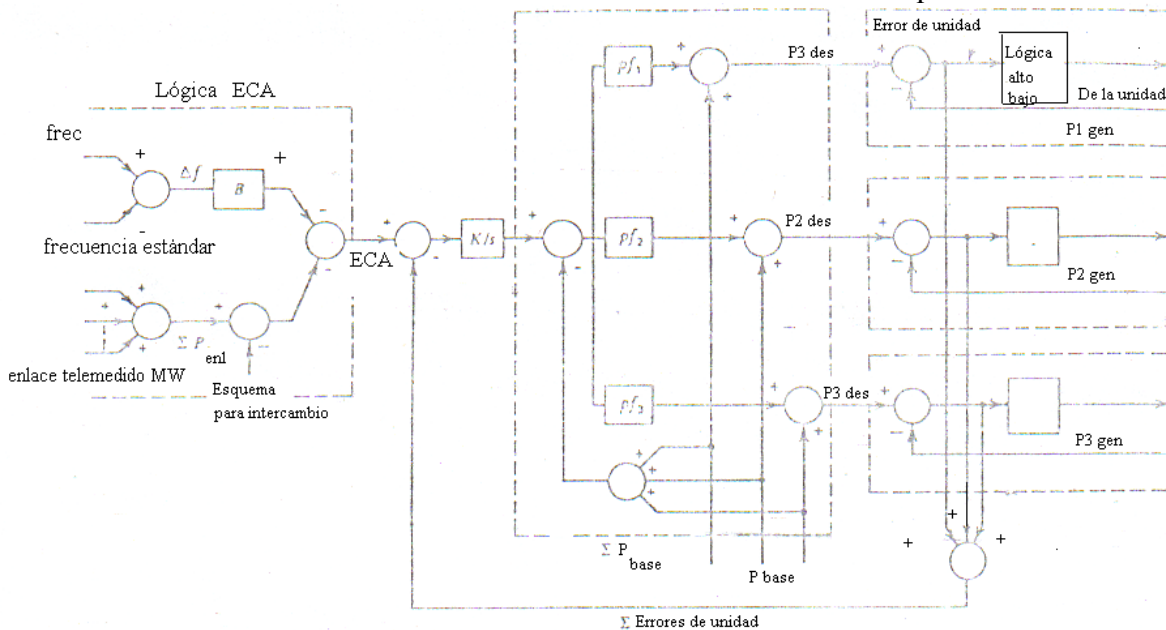 Error de unidad
Lógica
alto
bajo
pf₁
P3 des
De la unidad
P1 gen
Lógica ECA
frec
Δf
B
frecuencia estándar
ECA
K/s
pf₂
P2 des
P2 gen
Σ P enl
enlace telemedido MW
Esquema
para intercambio
pf₃
P3 des
P3 gen
Σ P base
P base
Σ Errores de unidad